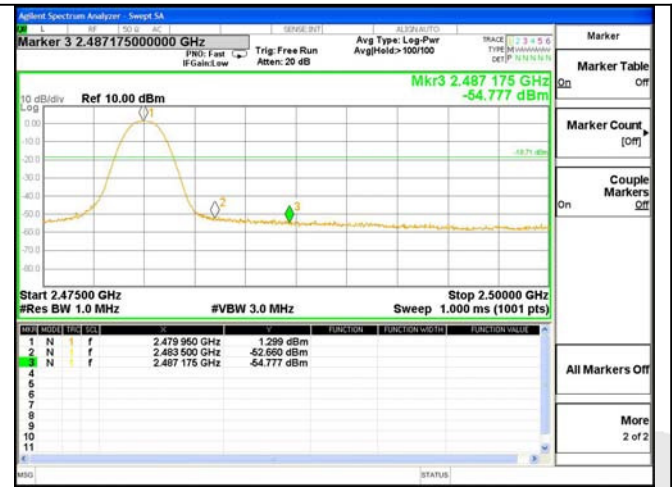 Agilent Spectrum Analyzer - Swept SA
L RF 50 Ω AC SENSE:INT ALIGN AUTO
Marker 3 2.487175000000 GHz
PNO: Fast
IFGain:Low
Trig: Free Run
Atten: 20 dB
Avg Type: Log-Pwr
Avg|Hold:>100/100
TRACE 1 2 3 4 5 6
TYPE M
DET P N N N N N
Mkr3 2.487 175 GHz
-54.777 dBm
10 dB/div Ref 10.00 dBm
Log
0.00
-10.0
-20.0
-30.0
-40.0
-50.0
-60.0
-70.0
-80.0
1
2
3
-18.71 dBm
Start 2.47500 GHz
Stop 2.50000 GHz
#Res BW 1.0 MHz
#VBW 3.0 MHz
Sweep 1.000 ms (1001 pts)
MKR MODE TRC SCL X Y FUNCTION FUNCTION WIDTH FUNCTION VALUE
1 N 1 f 2.479 950 GHz 1.299 dBm
2 N 1 f 2.483 500 GHz -52.660 dBm
3 N 1 f 2.487 175 GHz -54.777 dBm
4
5
6
7
8
9
10
11
MSG
STATUS
Marker
Marker Table
On Off
Marker Count
[Off]
Couple
Markers
On Off
All Markers Off
More
2 of 2